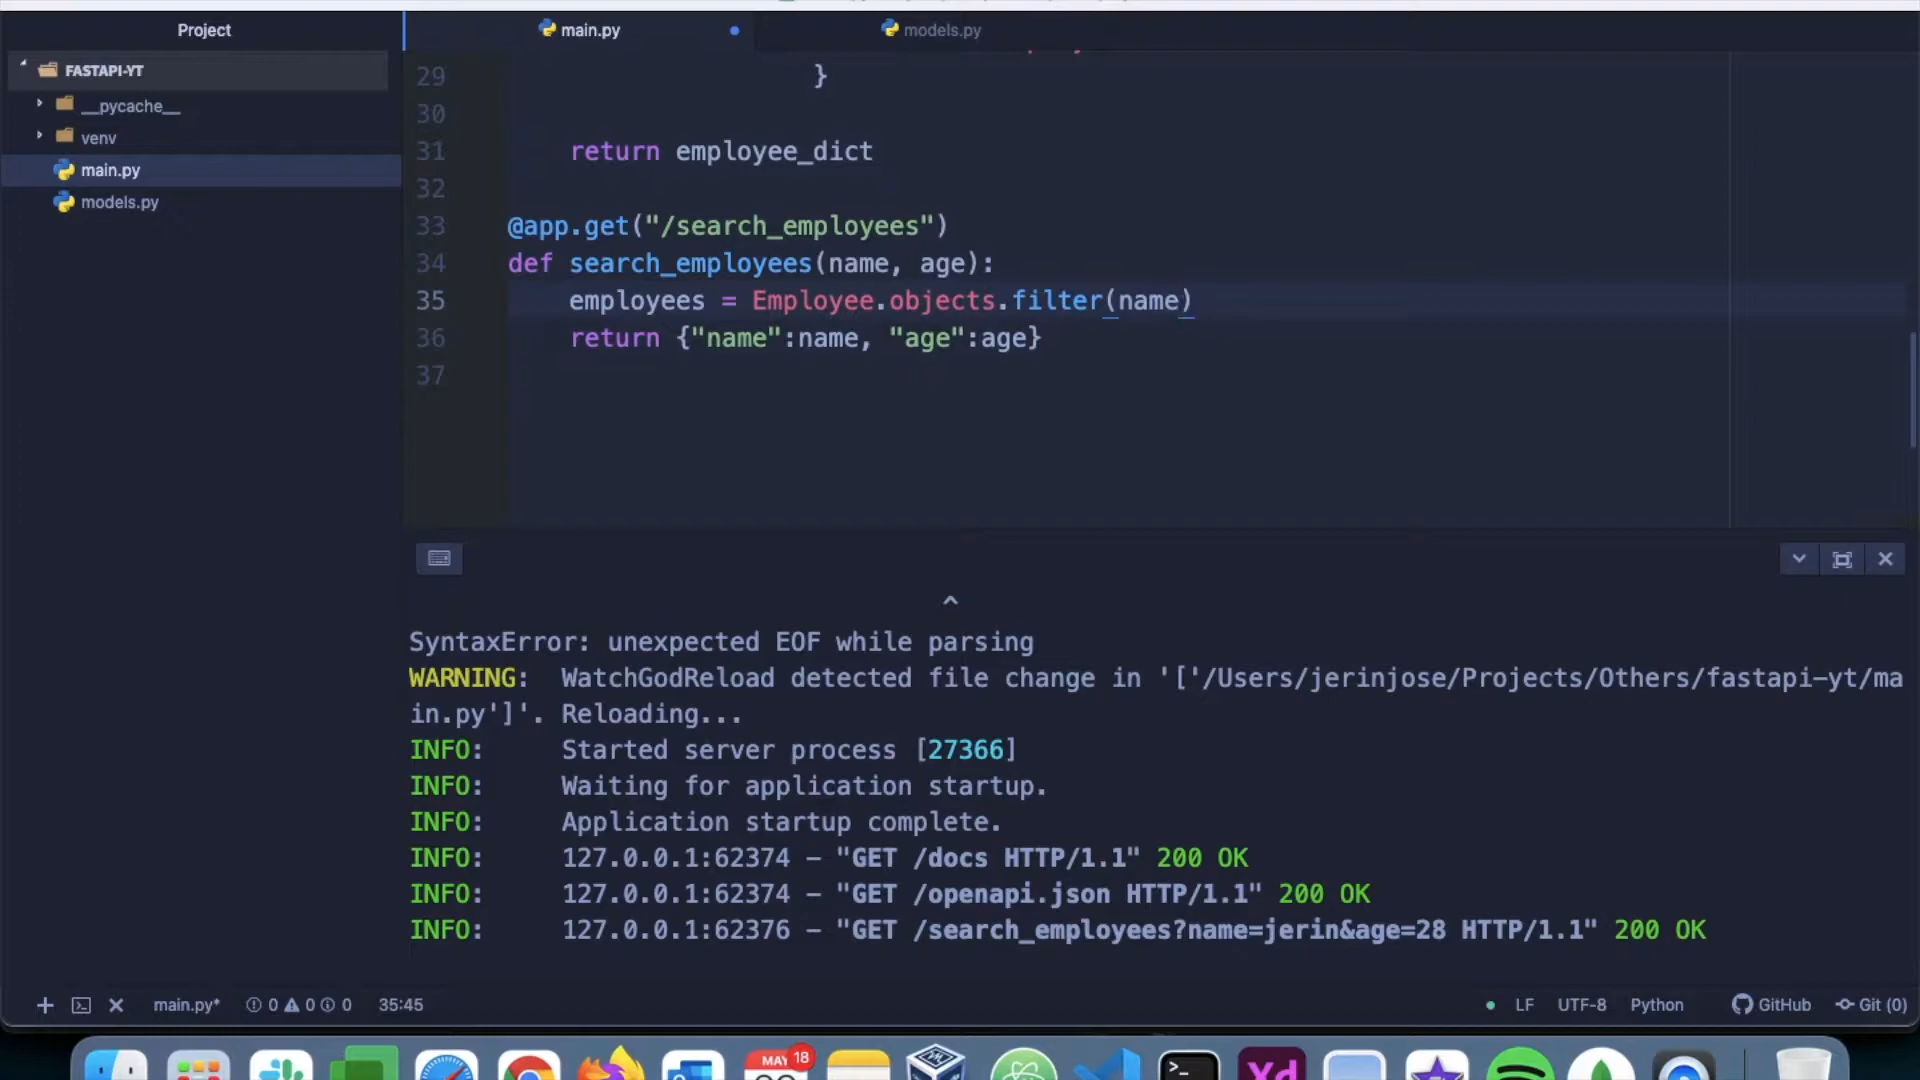 Project
main.py
models.py
FASTAPI-YT
__pycache__
venv
main.py
models.py
29 }
30
31 return employee_dict
32
33 @app.get("/search_employees")
34 def search_employees(name, age):
35 employees = Employee.objects.filter(name)
36 return {"name":name, "age":age}
37
^
SyntaxError: unexpected EOF while parsing
WARNING: WatchGodReload detected file change in '['/Users/jerinjose/Projects/Others/fastapi-yt/ma
in.py']'. Reloading...
INFO: Started server process [27366]
INFO: Waiting for application startup.
INFO: Application startup complete.
INFO: 127.0.0.1:62374 – "GET /docs HTTP/1.1" 200 OK
INFO: 127.0.0.1:62374 – "GET /openapi.json HTTP/1.1" 200 OK
INFO: 127.0.0.1:62376 – "GET /search_employees?name=jerin&age=28 HTTP/1.1" 200 OK
main.py* 0 0 0 35:45 LF UTF-8 Python GitHub Git (0)
MAY 18
Xd